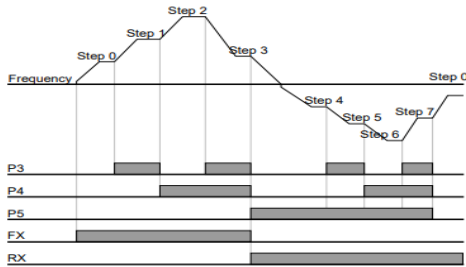 Step 2
Step 1
Step 0
Step 3
Frequency
Step 0
Step 4
Step 7
Step 5
Step 6
P3
P4
P5
FX
RX